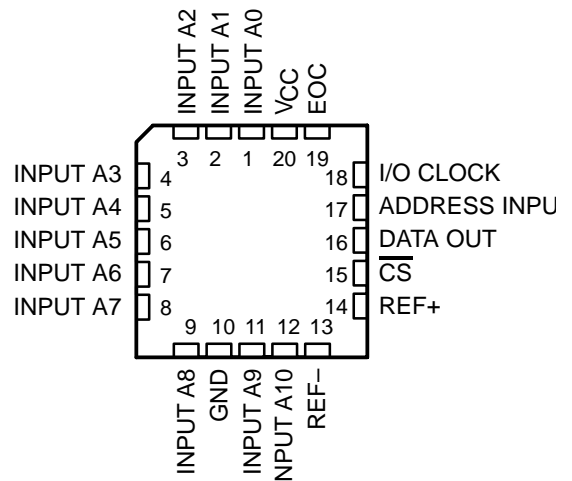 INPUT A2
INPUT A1
INPUT A0
VCC
EOC
3 2 1 20 19
INPUT A3 4
INPUT A4 5
INPUT A5 6
INPUT A6 7
INPUT A7 8
18 I/O CLOCK
17 ADDRESS INPU
16 DATA OUT
15 CS
14 REF+
9 10 11 12 13
INPUT A8
GND
INPUT A9
NPUT A10
REF–